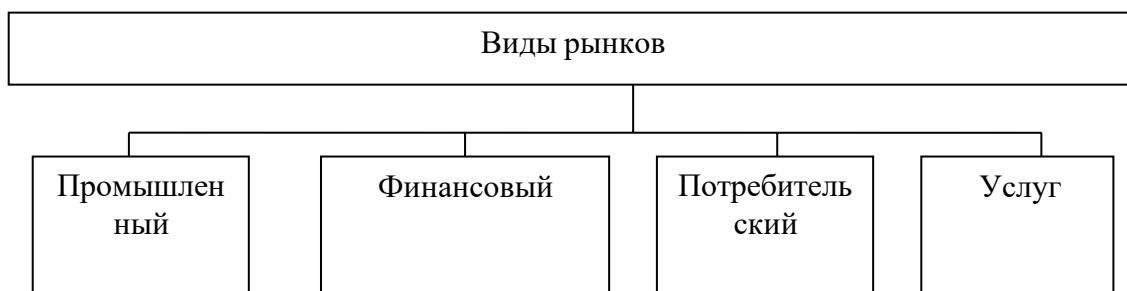 Виды рынков
Промышлен
ный
Финансовый
Потребитель
ский
Услуг